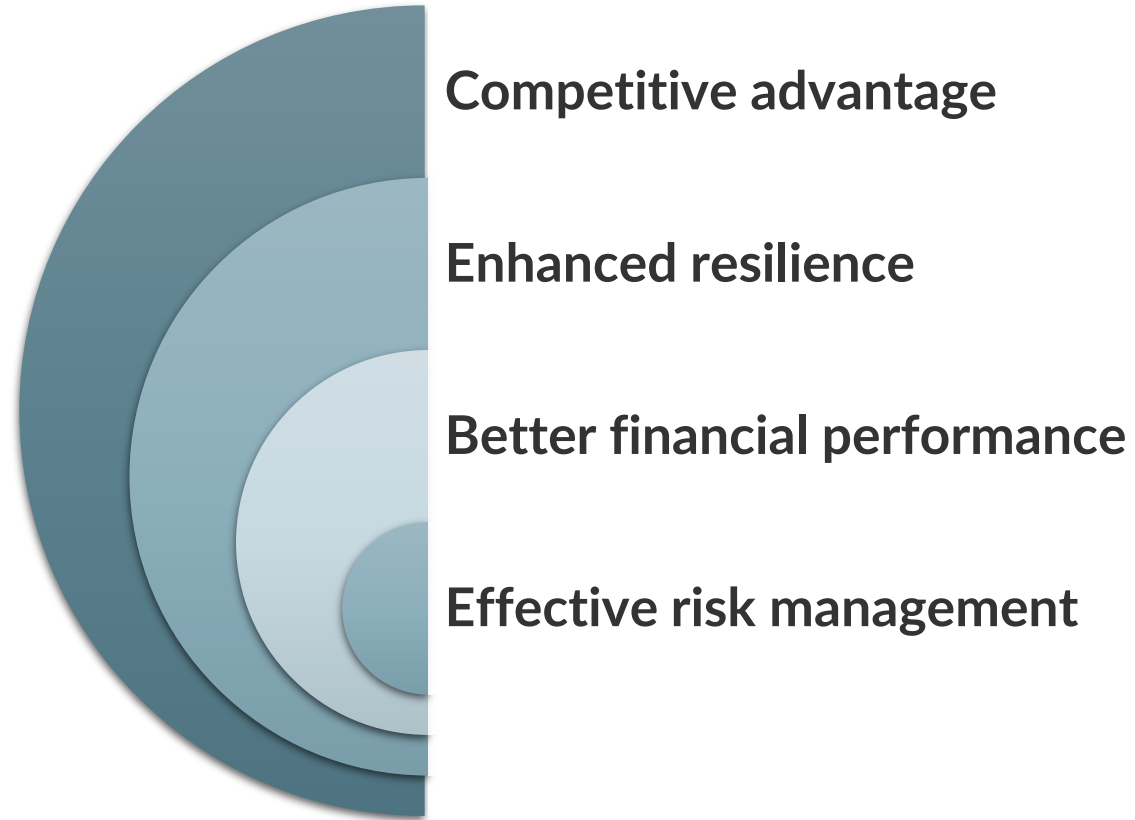 Competitive advantage
Enhanced resilience
Better financial performance
Effective risk management